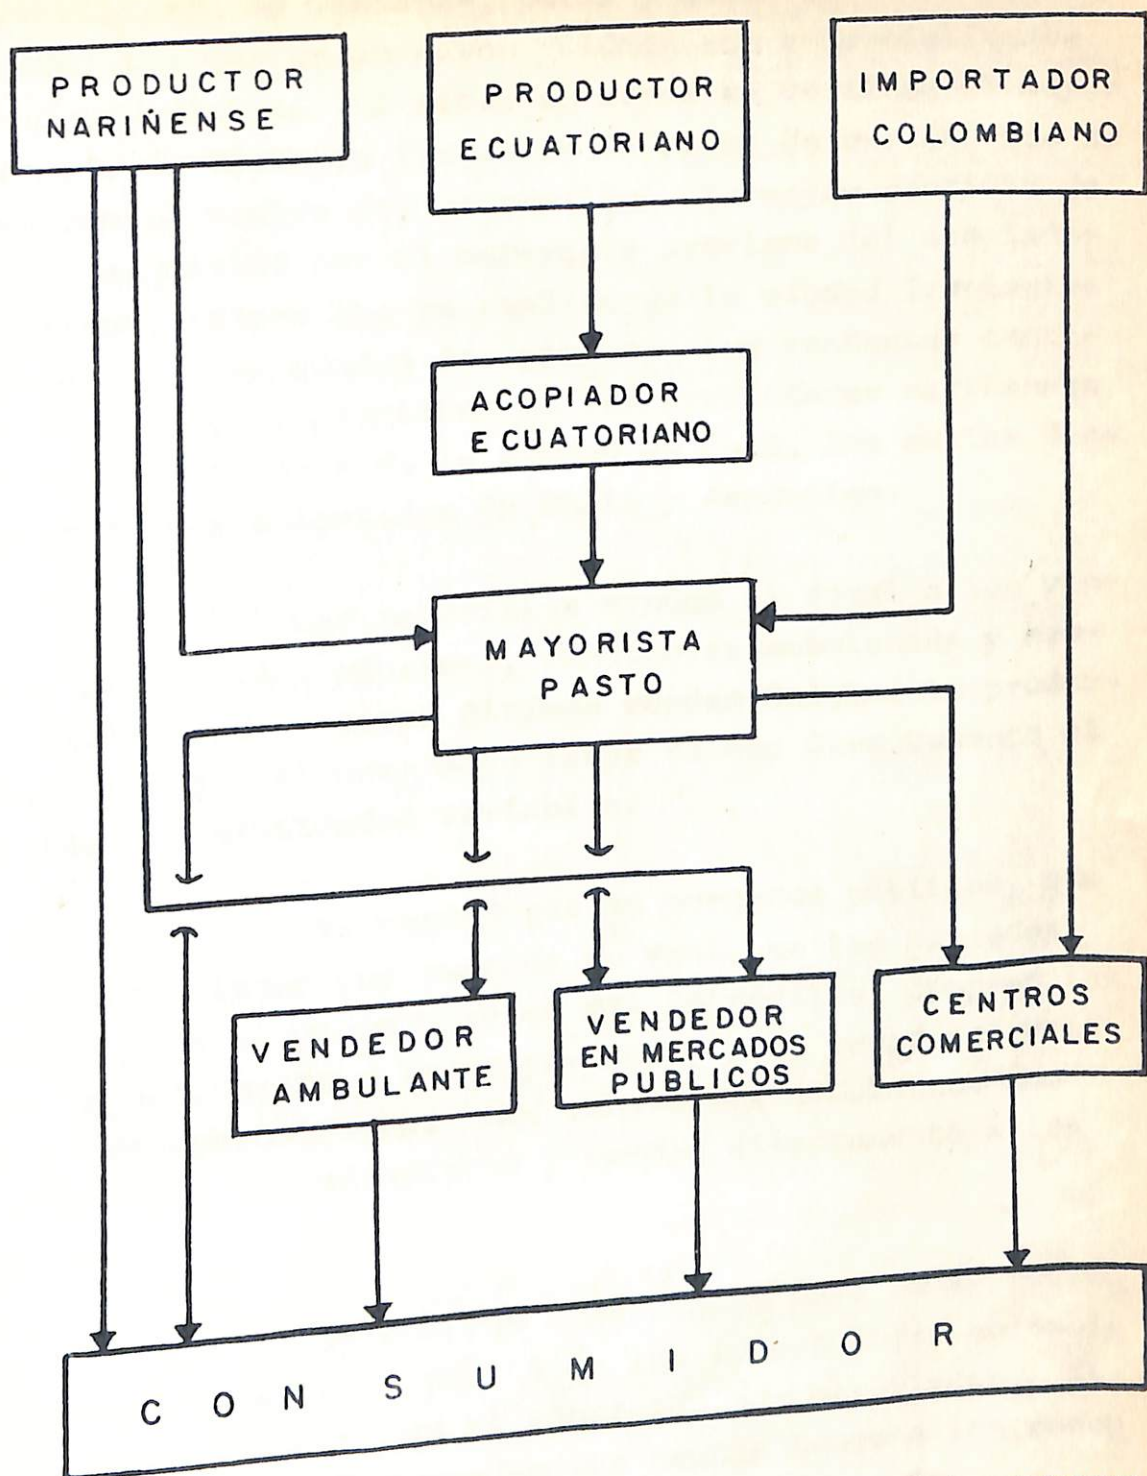 PRODUCTOR
NARIÑENSE
PRODUCTOR
ECUATORIANO
IMPORTADOR
COLOMBIANO
ACOPIADOR
ECUATORIANO
MAYORISTA
PASTO
VENDEDOR
AMBULANTE
VENDEDOR
EN MERCADOS
PUBLICOS
CENTROS
COMERCIALES
CONSUMIDOR